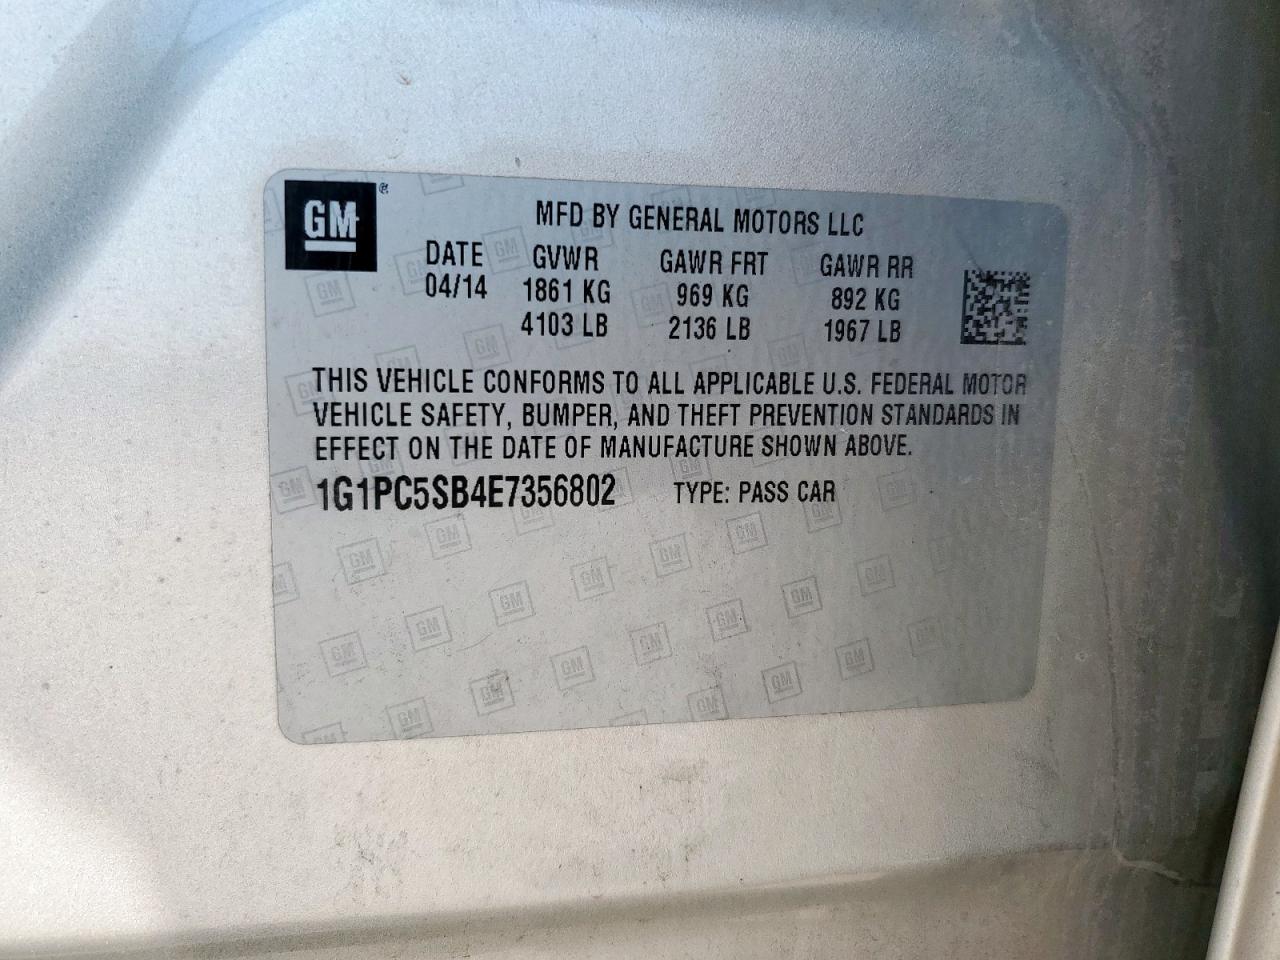 GM®
MFD BY GENERAL MOTORS LLC
DATE GVWR GAWR FRT GAWR RR
04/14 1861 KG 969 KG 892 KG
4103 LB 2136 LB 1967 LB
THIS VEHICLE CONFORMS TO ALL APPLICABLE U.S. FEDERAL MOTOR
VEHICLE SAFETY, BUMPER, AND THEFT PREVENTION STANDARDS IN
EFFECT ON THE DATE OF MANUFACTURE SHOWN ABOVE.
1G1PC5SB4E7356802 TYPE: PASS CAR